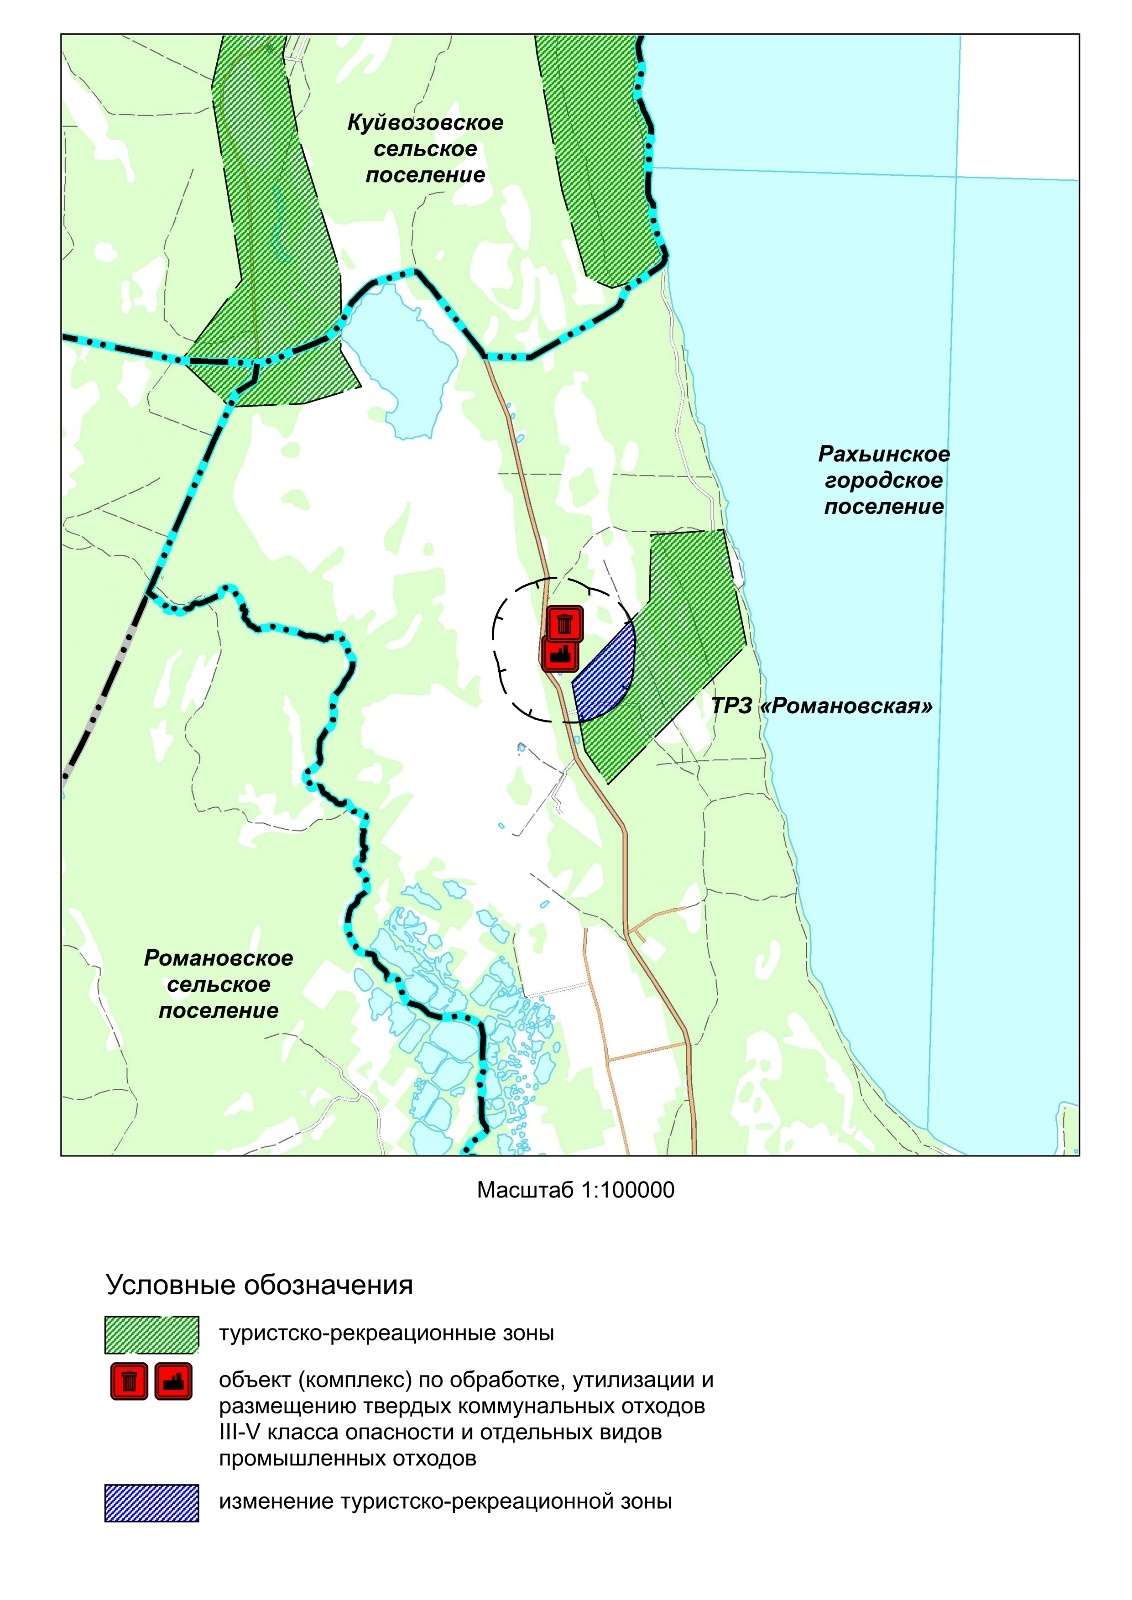 Куйвозовское
сельское
поселение
Рахьинское
городское
поселение
ТРЗ «Романовская»
Романовское
сельское
поселение
Масштаб 1:100000
Условные обозначения
туристско-рекреационные зоны
объект (комплекс) по обработке, утилизации и
размещению твердых коммунальных отходов
III-V класса опасности и отдельных видов
промышленных отходов
изменение туристско-рекреационной зоны